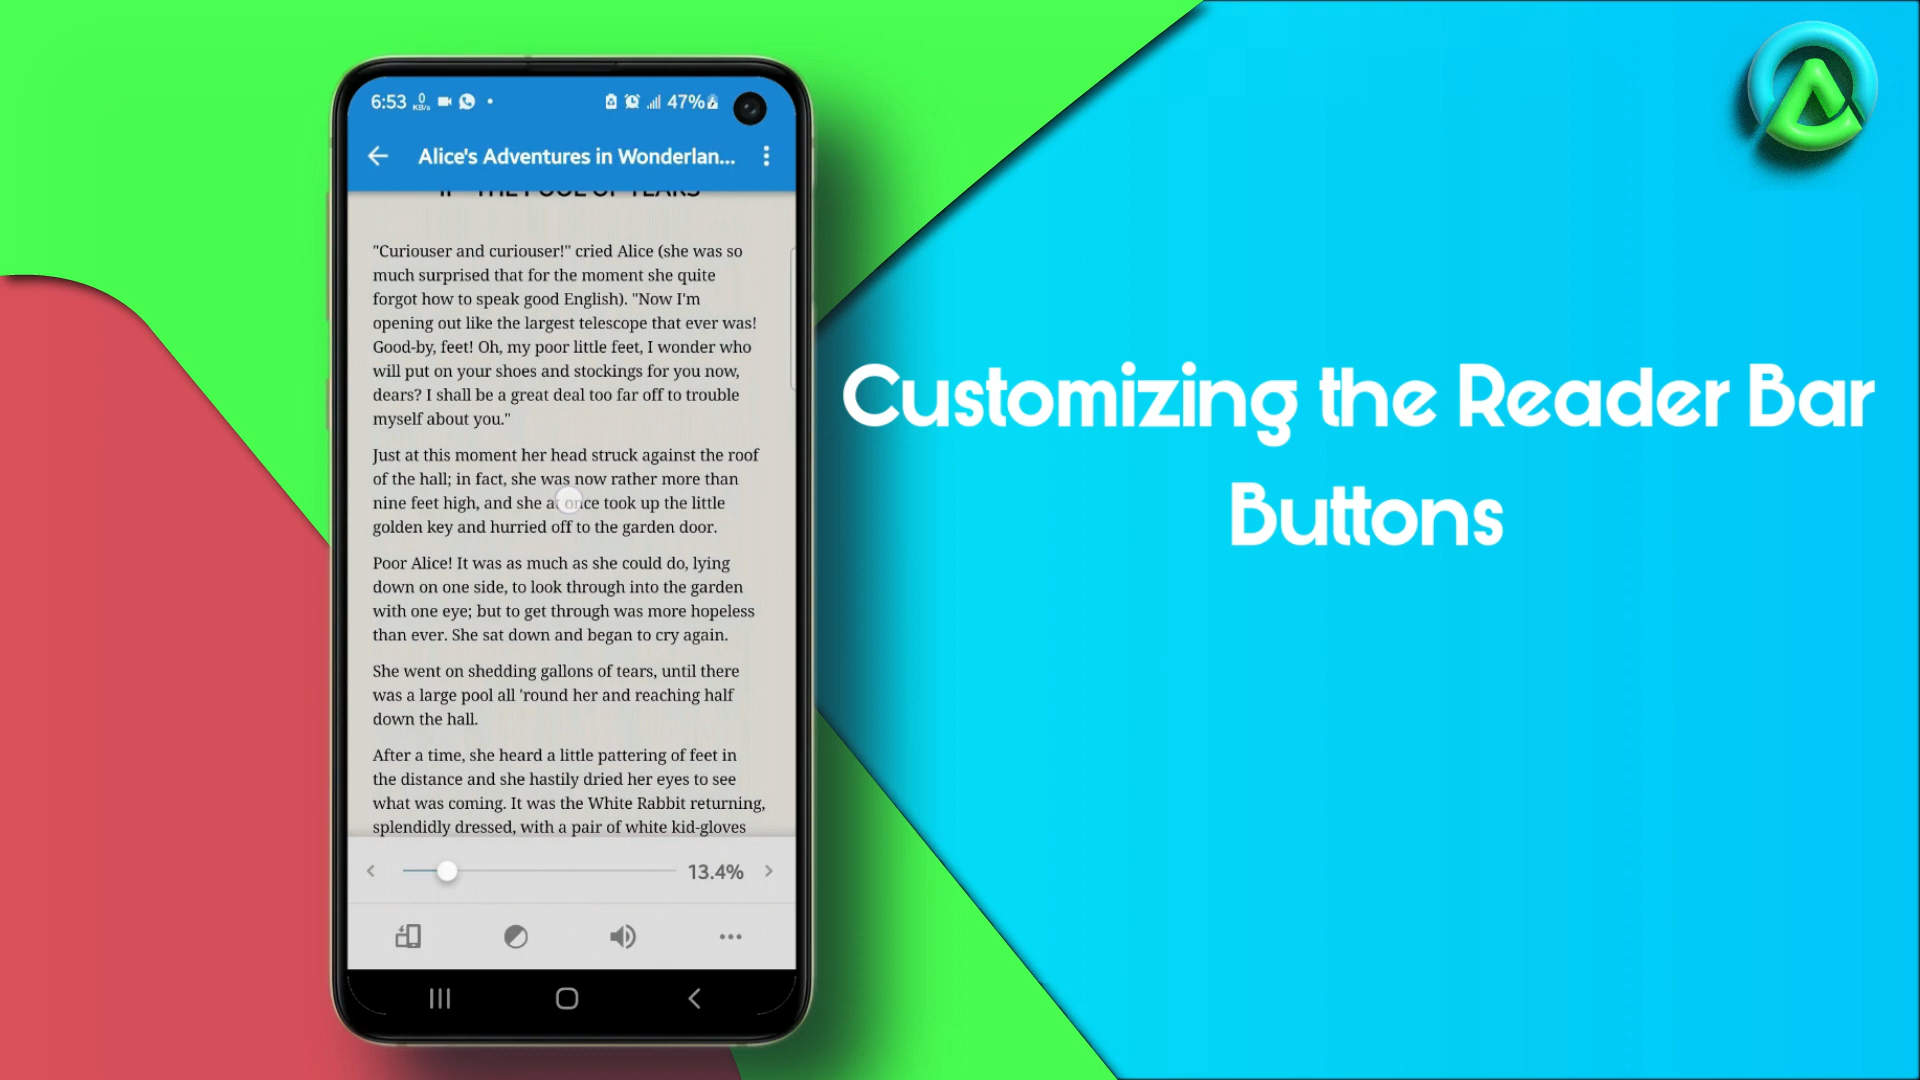 6:53 0 KB/s 47%
Alice's Adventures in Wonderlan...
II THE POOL OF TEARS
"Curiouser and curiouser!" cried Alice (she was so
much surprised that for the moment she quite
forgot how to speak good English). "Now I'm
opening out like the largest telescope that ever was!
Good-by, feet! Oh, my poor little feet, I wonder who
will put on your shoes and stockings for you now,
dears? I shall be a great deal too far off to trouble
myself about you."
Just at this moment her head struck against the roof
of the hall; in fact, she was now rather more than
nine feet high, and she at once took up the little
golden key and hurried off to the garden door.
Poor Alice! It was as much as she could do, lying
down on one side, to look through into the garden
with one eye; but to get through was more hopeless
than ever. She sat down and began to cry again.
She went on shedding gallons of tears, until there
was a large pool all 'round her and reaching half
down the hall.
After a time, she heard a little pattering of feet in
the distance and she hastily dried her eyes to see
what was coming. It was the White Rabbit returning,
splendidly dressed, with a pair of white kid-gloves
13.4%
Customizing the Reader Bar
Buttons